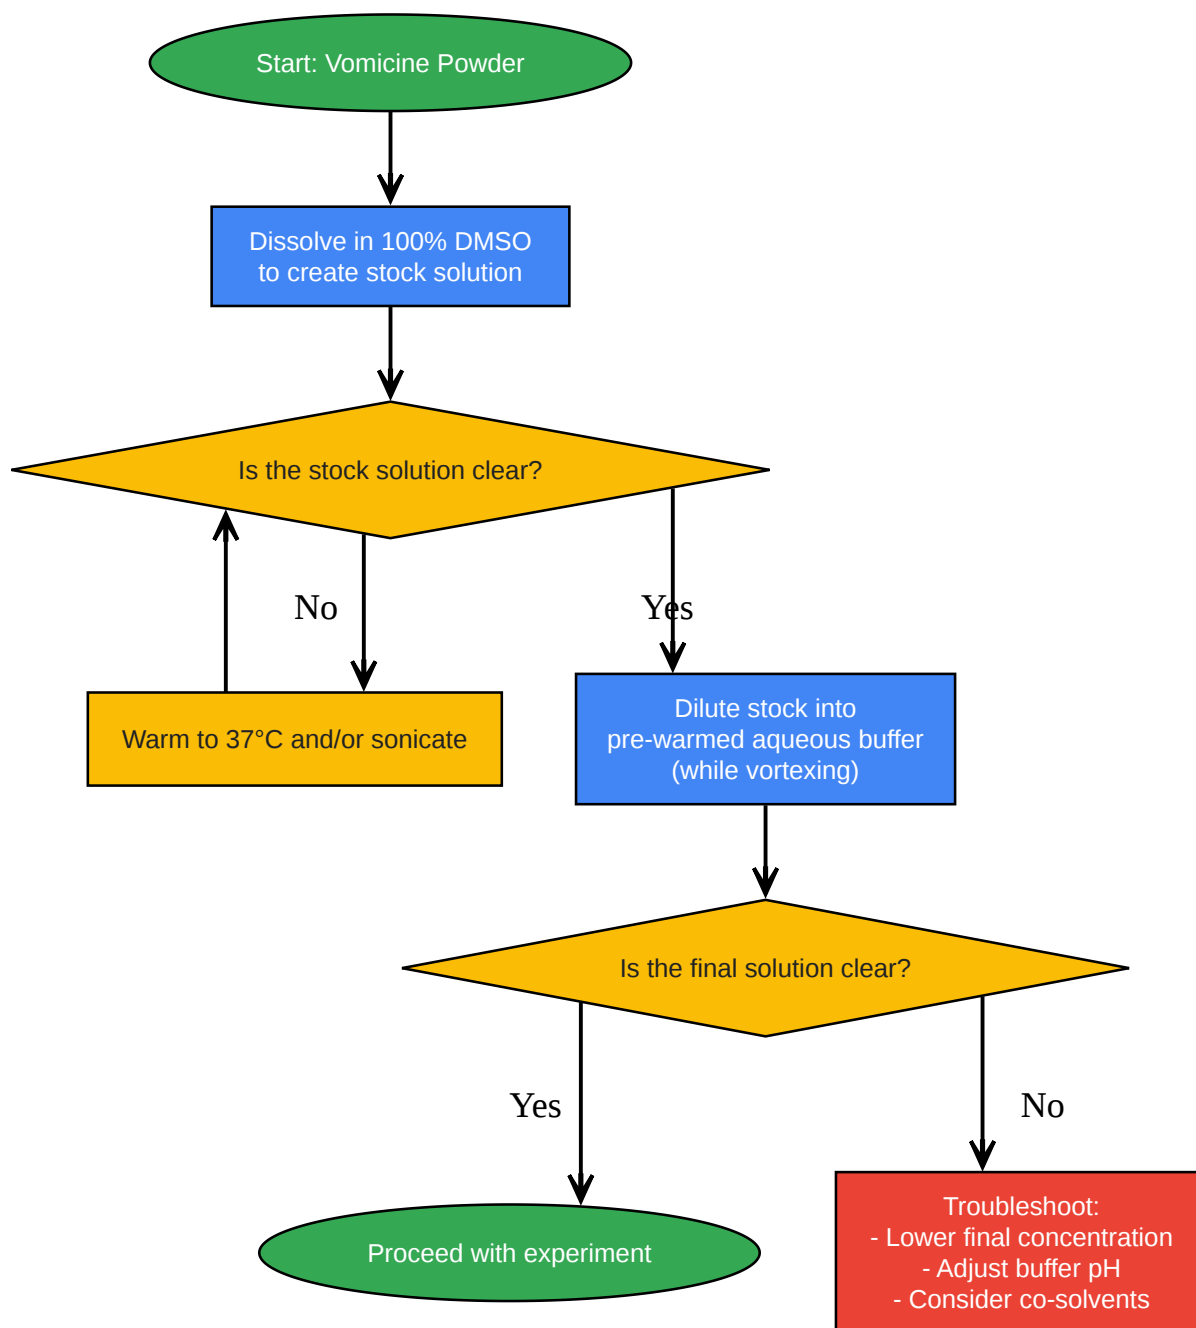 Start: Vomicine Powder
Dissolve in 100% DMSO
to create stock solution
Is the stock solution clear?
No
Yes
Warm to 37°C and/or sonicate
Dilute stock into
pre-warmed aqueous buffer
(while vortexing)
Is the final solution clear?
Yes
No
Proceed with experiment
Troubleshoot:
- Lower final concentration
- Adjust buffer pH
- Consider co-solvents